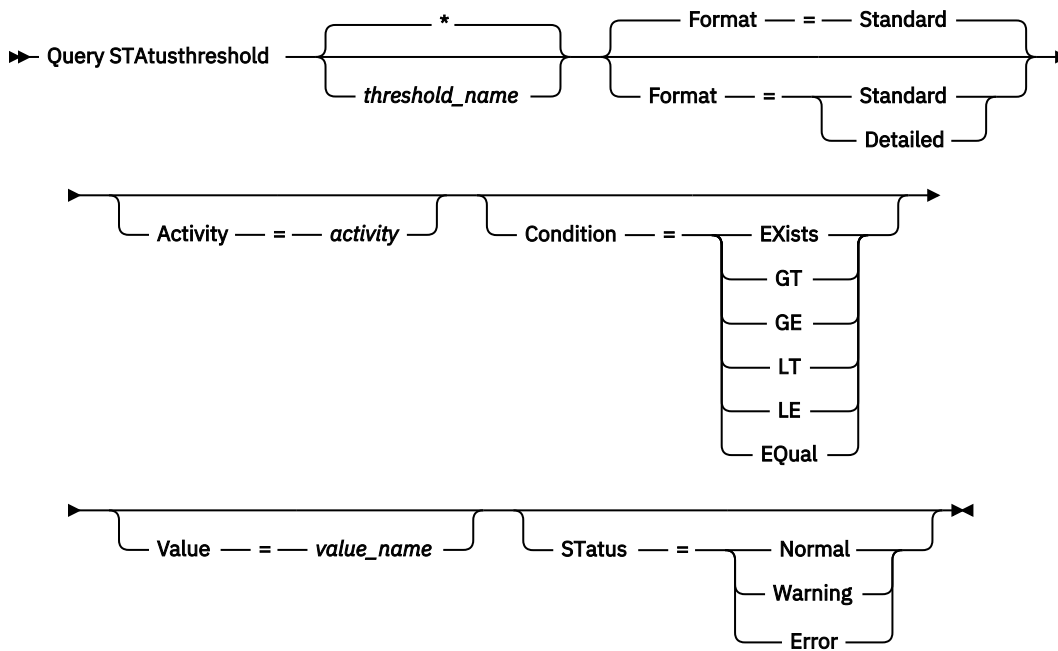 *
Format = Standard
Query STAtusthreshold
threshold_name
Format = Standard
Detailed
Activity = activity
Condition = EXists
GT
GE
LT
LE
EQual
Value = value_name
STatus = Normal
Warning
Error